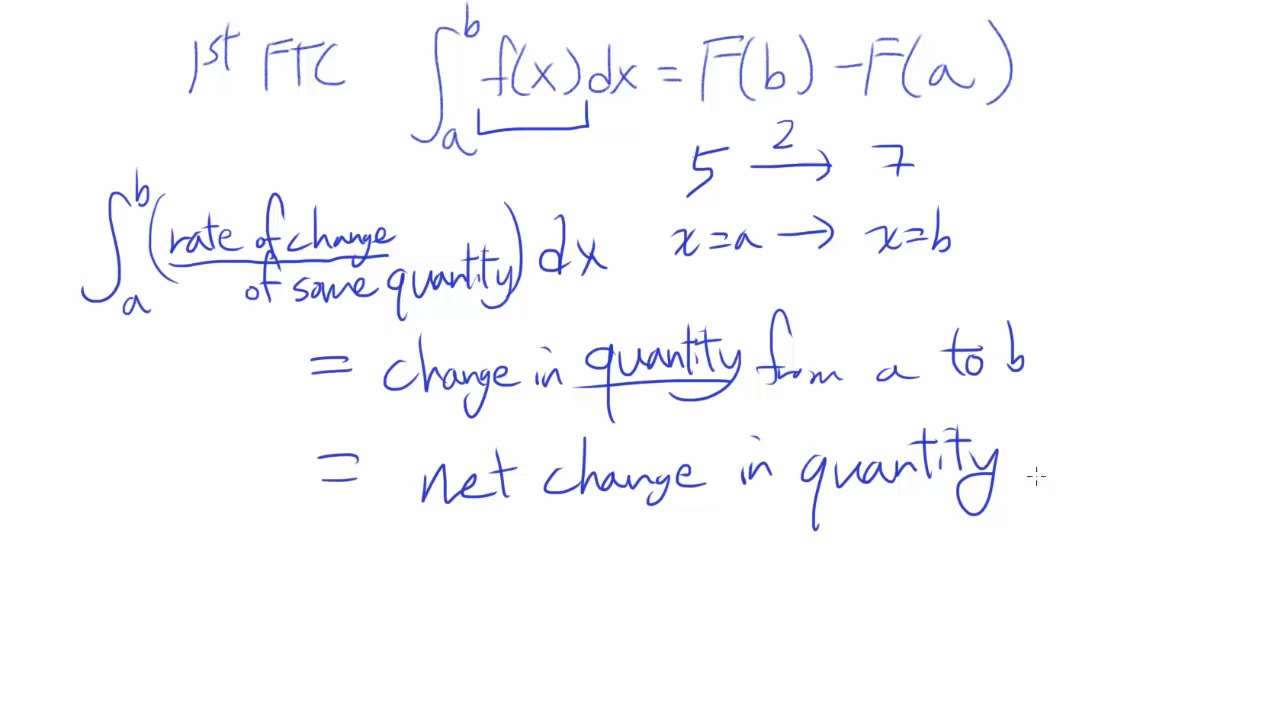 1st FTC ∫_a^b f(x)dx = F(b) - F(a)
5 —2→ 7
∫_a^b (rate of change of some quantity) dx
x=a → x=b
= change in quantity from a to b
= net change in quantity